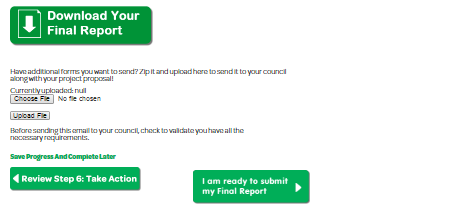 Download Your
Final Report
Have additional forms you want to send? Zip it and upload here to send it to your council
along with your project proposal!
Currently uploaded: null
Choose File No file chosen
Upload File
Before sending this email to your council, check to validate you have all the
necessary requirements.
Save Progress And Complete Later
Review Step 6: Take Action
I am ready to submit
my Final Report